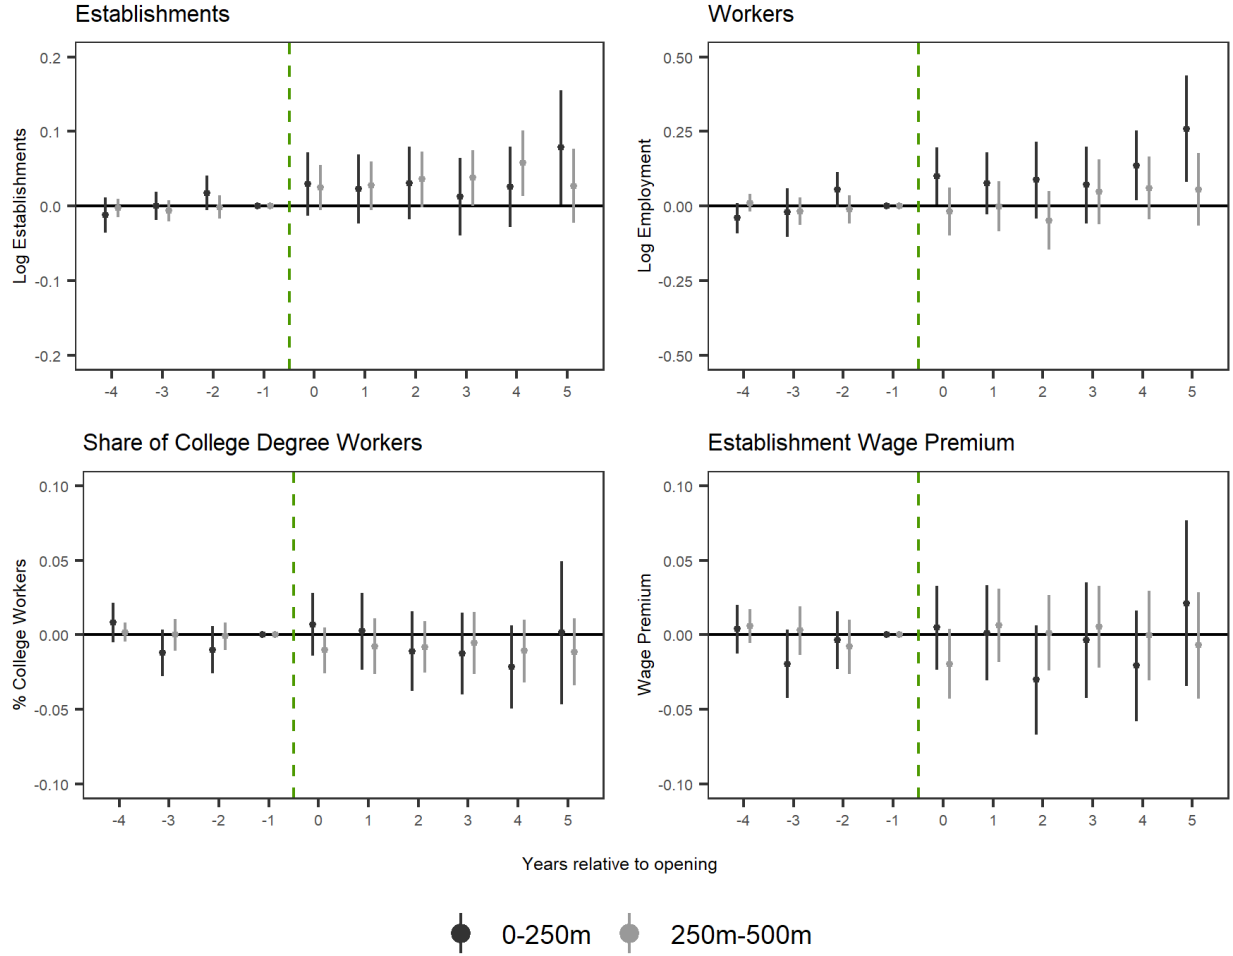 Establishments
Workers
Log Establishments
0.2
0.1
0.0
-0.1
-0.2
-4 -3 -2 -1 0 1 2 3 4 5
Log Employment
0.50
0.25
0.00
-0.25
-0.50
-4 -3 -2 -1 0 1 2 3 4 5
Share of College Degree Workers
Establishment Wage Premium
% College Workers
0.10
0.05
0.00
-0.05
-0.10
-4 -3 -2 -1 0 1 2 3 4 5
Wage Premium
0.10
0.05
0.00
-0.05
-0.10
-4 -3 -2 -1 0 1 2 3 4 5
Years relative to opening
0-250m 250m-500m